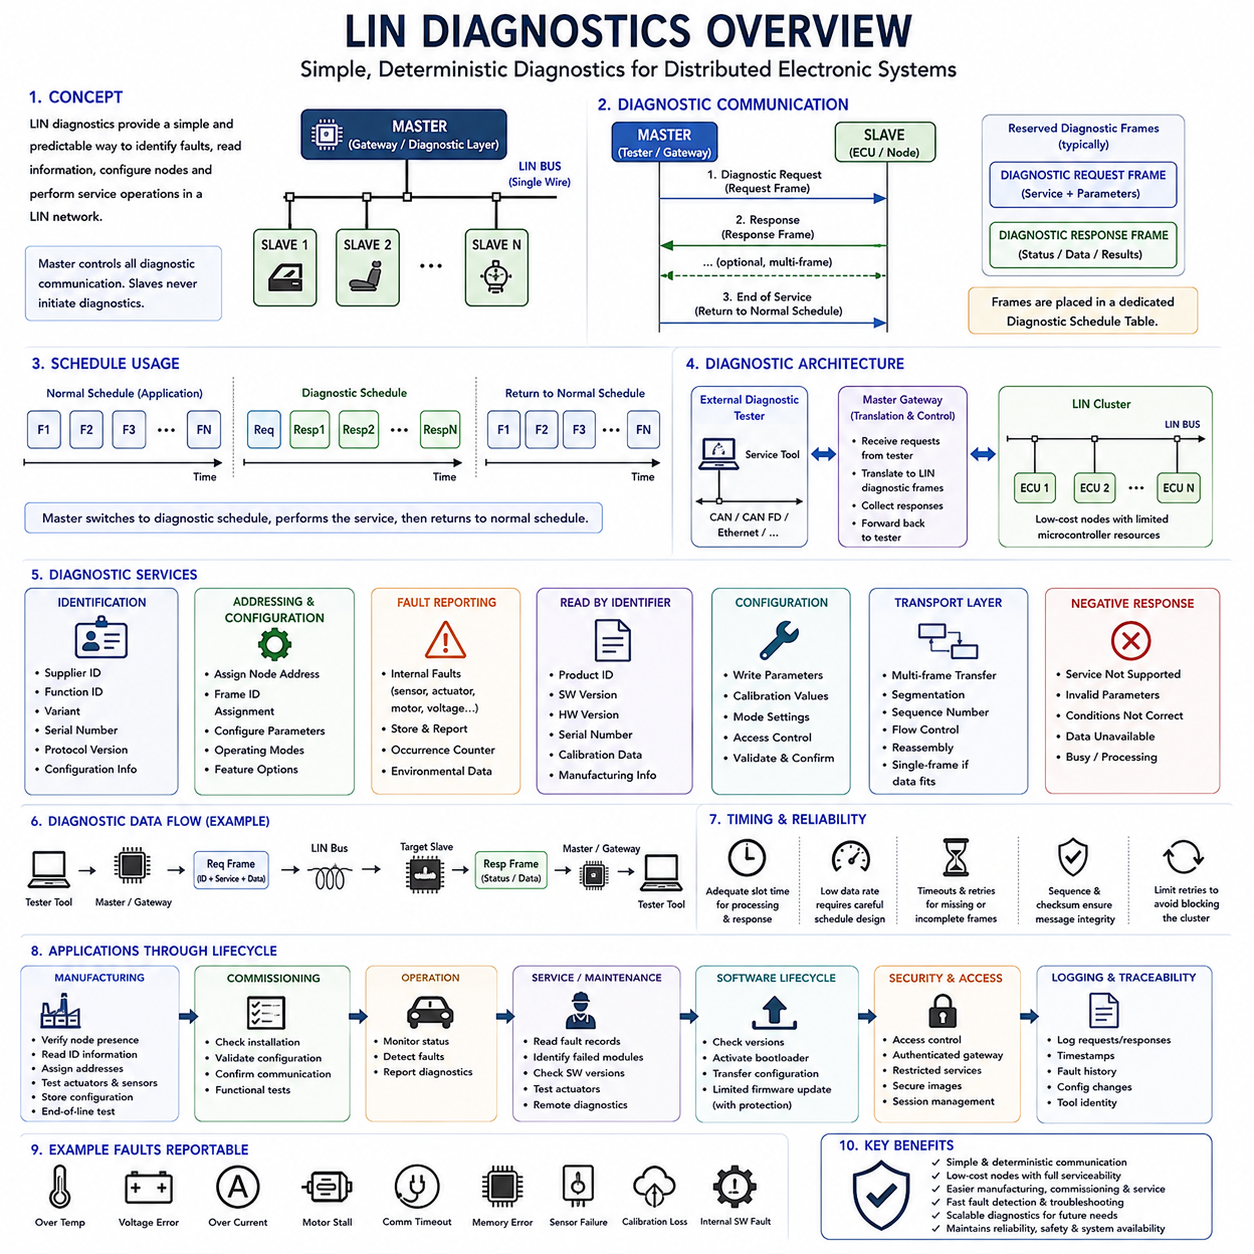 LIN DIAGNOSTICS OVERVIEW
Simple, Deterministic Diagnostics for Distributed Electronic Systems
1. CONCEPT
LIN diagnostics provide a simple and
predictable way to identify faults, read
information, configure nodes and
perform service operations in a
LIN network.
Master controls all diagnostic
communication. Slaves never
initiate diagnostics.
MASTER
(Gateway / Diagnostic Layer)
LIN BUS
(Single Wire)
SLAVE 1
SLAVE 2
...
SLAVE N
2. DIAGNOSTIC COMMUNICATION
MASTER
(Tester / Gateway)
SLAVE
(ECU / Node)
1. Diagnostic Request
(Request Frame)
2. Response
(Response Frame)
... (optional, multi-frame)
3. End of Service
(Return to Normal Schedule)
Reserved Diagnostic Frames
(typically)
DIAGNOSTIC REQUEST FRAME
(Service + Parameters)
DIAGNOSTIC RESPONSE FRAME
(Status / Data / Results)
Frames are placed in a dedicated
Diagnostic Schedule Table.
3. SCHEDULE USAGE
Normal Schedule (Application)
F1 F2 F3 ... FN
Time
Diagnostic Schedule
Req Resp1 Resp2 ... RespN
Time
Return to Normal Schedule
F1 F2 F3 ... FN
Time
Master switches to diagnostic schedule, performs the service, then returns to normal schedule.
4. DIAGNOSTIC ARCHITECTURE
External Diagnostic
Tester
Service Tool
CAN / CAN FD /
Ethernet / ...
Master Gateway
(Translation & Control)
• Receive requests
from tester
• Translate to LIN
diagnostic frames
• Collect responses
• Forward back
to tester
LIN Cluster
LIN BUS
ECU 1
ECU 2
...
ECU N
Low-cost nodes with limited
microcontroller resources
5. DIAGNOSTIC SERVICES
IDENTIFICATION
• Supplier ID
• Function ID
• Variant
• Serial Number
• Protocol Version
• Configuration Info
ADDRESSING &
CONFIGURATION
• Assign Node Address
• Frame ID
Assignment
• Configure Parameters
• Operating Modes
• Feature Options
FAULT REPORTING
• Internal Faults
(sensor, actuator,
motor, voltage...)
• Store & Report
• Occurrence Counter
• Environmental Data
READ BY IDENTIFIER
• Product ID
• SW Version
• HW Version
• Serial Number
• Calibration Data
• Manufacturing Info
CONFIGURATION
• Write Parameters
• Calibration Values
• Mode Settings
• Access Control
• Validate & Confirm
TRANSPORT LAYER
• Multi-frame Transfer
• Segmentation
• Sequence Number
• Flow Control
• Reassembly
• Single-frame if
data fits
NEGATIVE RESPONSE
• Service Not Supported
• Invalid Parameters
• Conditions Not Correct
• Data Unavailable
• Busy / Processing
6. DIAGNOSTIC DATA FLOW (EXAMPLE)
Tester Tool
Master / Gateway
Req Frame
(ID + Service + Data)
LIN Bus
Target Slave
Resp Frame
(Status / Data)
Master / Gateway
Tester Tool
7. TIMING & RELIABILITY
Adequate slot time
for processing
& response
Low data rate
requires careful
schedule design
Timeouts & retries
for missing or
incomplete frames
Sequence &
checksum ensure
message integrity
Limit retries to
avoid blocking
the cluster
8. APPLICATIONS THROUGH LIFECYCLE
MANUFACTURING
• Verify node presence
• Read ID information
• Assign addresses
• Test actuators & sensors
• Store configuration
• End-of-line test
COMMISSIONING
• Check installation
• Validate configuration
• Confirm communication
• Functional tests
OPERATION
• Monitor status
• Detect faults
• Report diagnostics
SERVICE / MAINTENANCE
• Read fault records
• Identify failed modules
• Check SW versions
• Test actuators
• Remote diagnostics
SOFTWARE LIFECYCLE
• Check versions
• Activate bootloader
• Transfer configuration
• Limited firmware update
(with protection)
SECURITY & ACCESS
• Access control
• Authenticated gateway
• Restricted services
• Secure images
• Session management
LOGGING & TRACEABILITY
• Log requests/responses
• Timestamps
• Fault history
• Config changes
• Tool identity
9. EXAMPLE FAULTS REPORTABLE
Over Temp
Voltage Error
A
Over Current
Motor Stall
Comm Timeout
Memory Error
Sensor Failure
Calibration Loss
Internal SW Fault
10. KEY BENEFITS
✓ Simple & deterministic communication
✓ Low-cost nodes with full serviceability
✓ Easier manufacturing, commissioning & service
✓ Fast fault detection & troubleshooting
✓ Scalable diagnostics for future needs
✓ Maintains reliability, safety & system availability